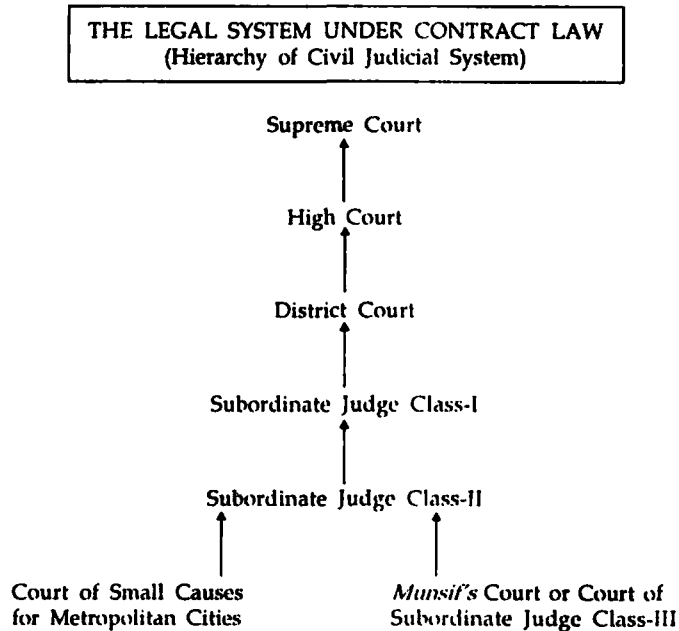 THE LEGAL SYSTEM UNDER CONTRACT LAW
(Hierarchy of Civil Judicial System)
Supreme Court
High Court
District Court
Subordinate Judge Class-I
Subordinate Judge Class-II
Court of Small Causes
for Metropolitan Cities
Munsif's Court or Court of
Subordinate Judge Class-III